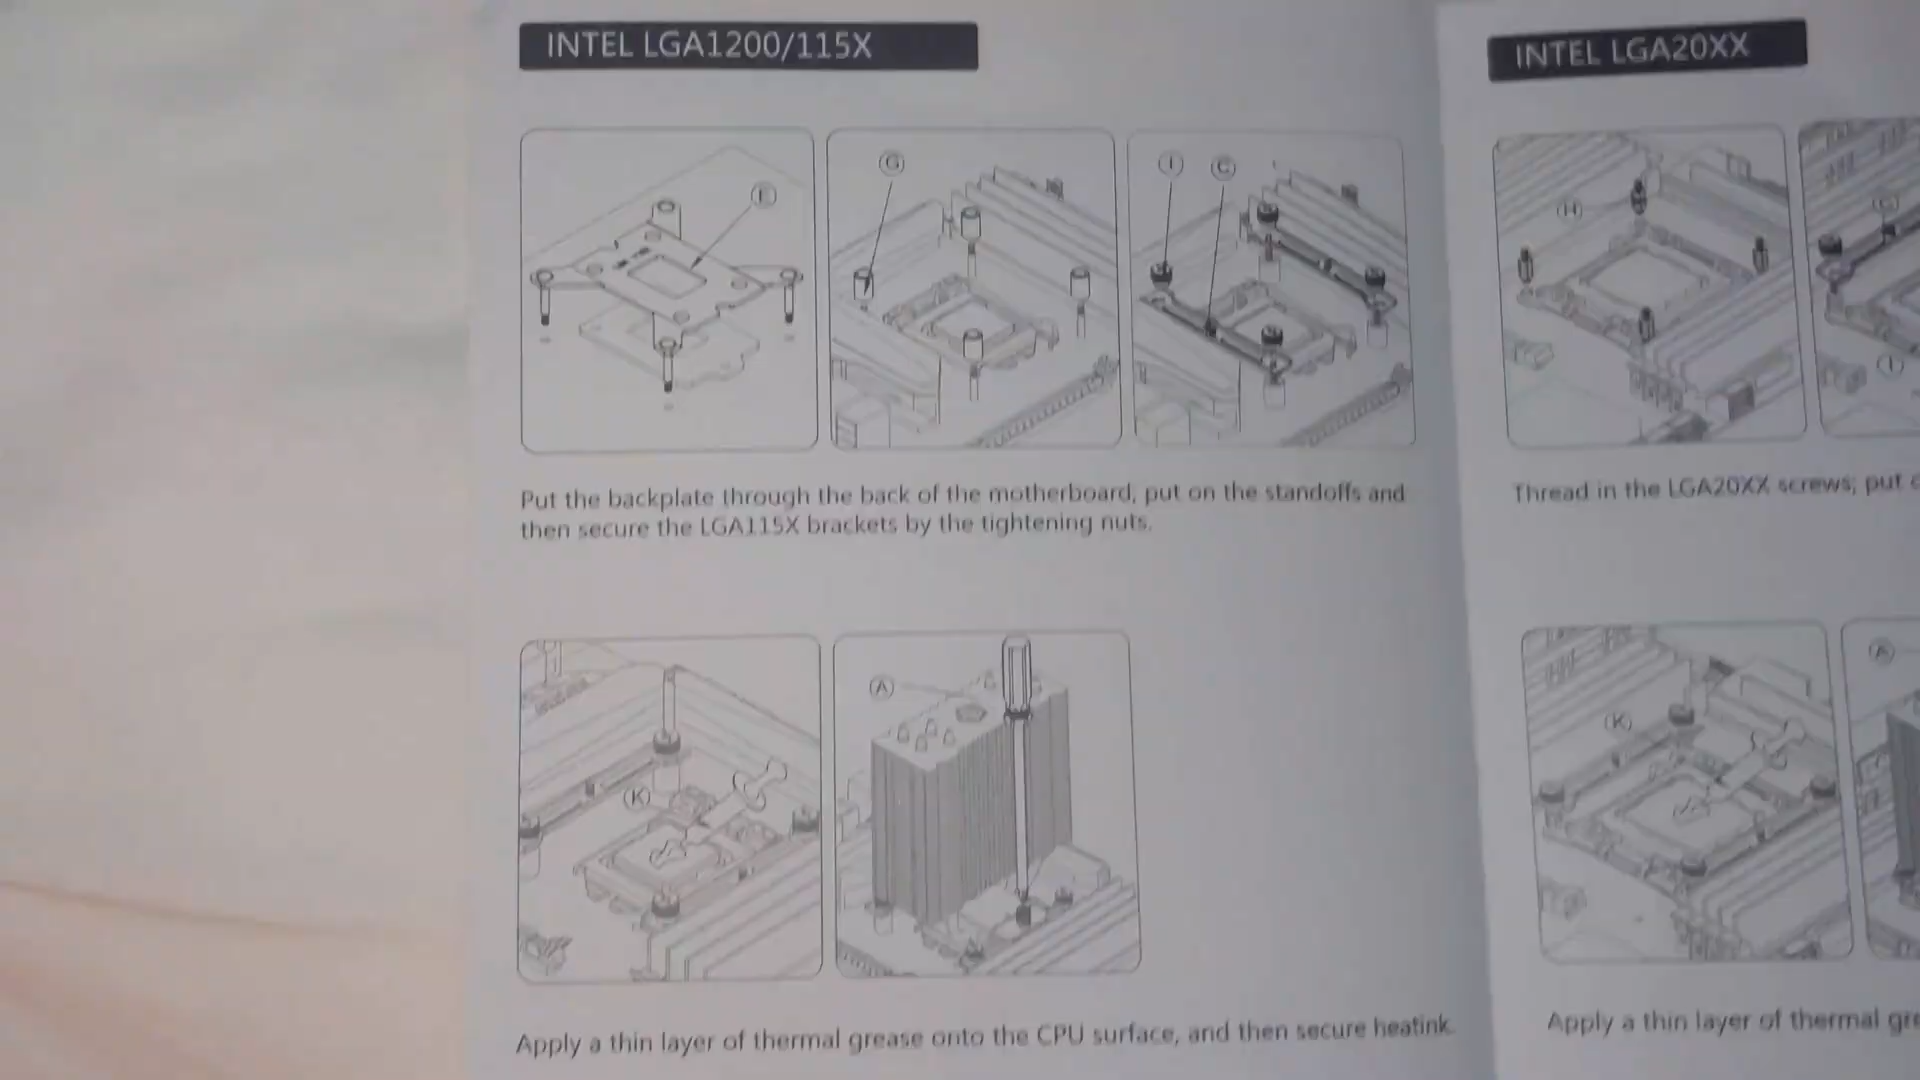 INTEL LGA1200/115X
E
G
I C
Put the backplate through the back of the motherboard, put on the standoffs and
then secure the LGA115X brackets by the tightening nuts.
K
A
Apply a thin layer of thermal grease onto the CPU surface, and then secure heatink.
INTEL LGA20XX
H
I
Thread in the LGA20XX screws; put
K
A
Apply a thin layer of thermal